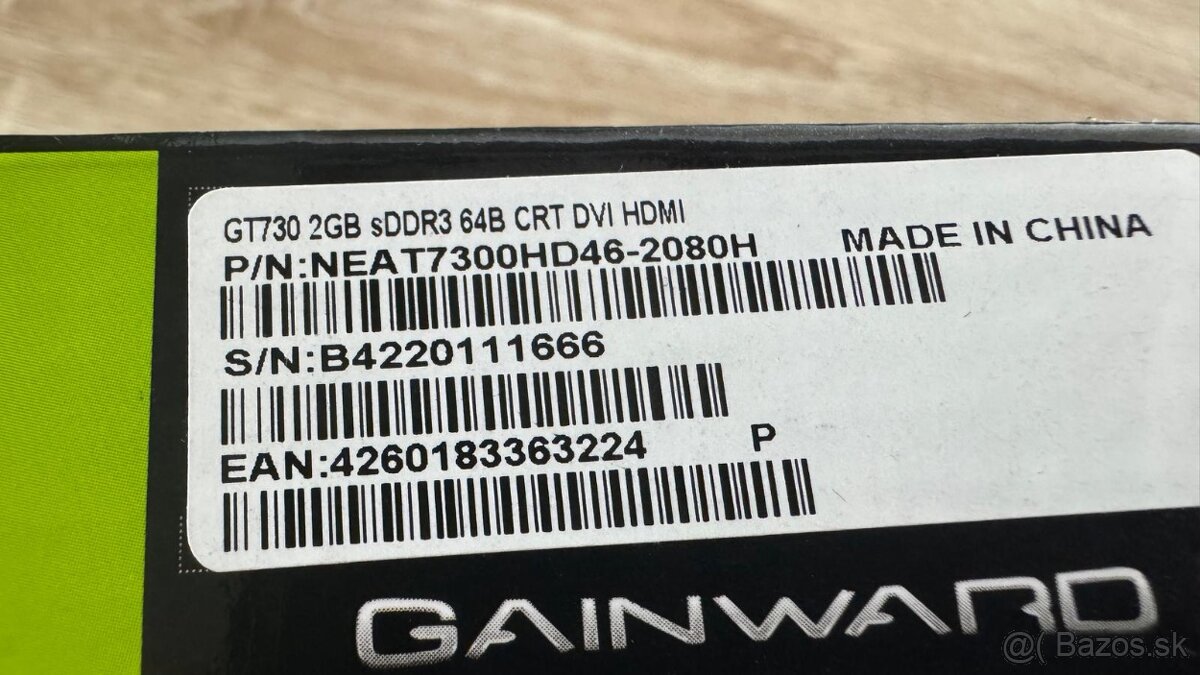 GT730 2GB sDDR3 64B CRT DVI HDMI
P/N:NEAT7300HD46-2080H MADE IN CHINA
S/N:B4220111666
EAN:4260183363224 P
GAINWARD
@( Bazos.sk